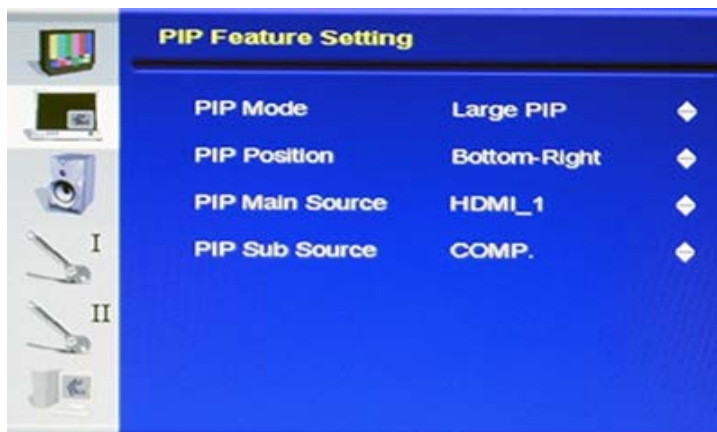 PIP Feature Setting
PIP Mode Large PIP
PIP Position Bottom-Right
PIP Main Source HDMI_1
PIP Sub Source COMP.
I
II